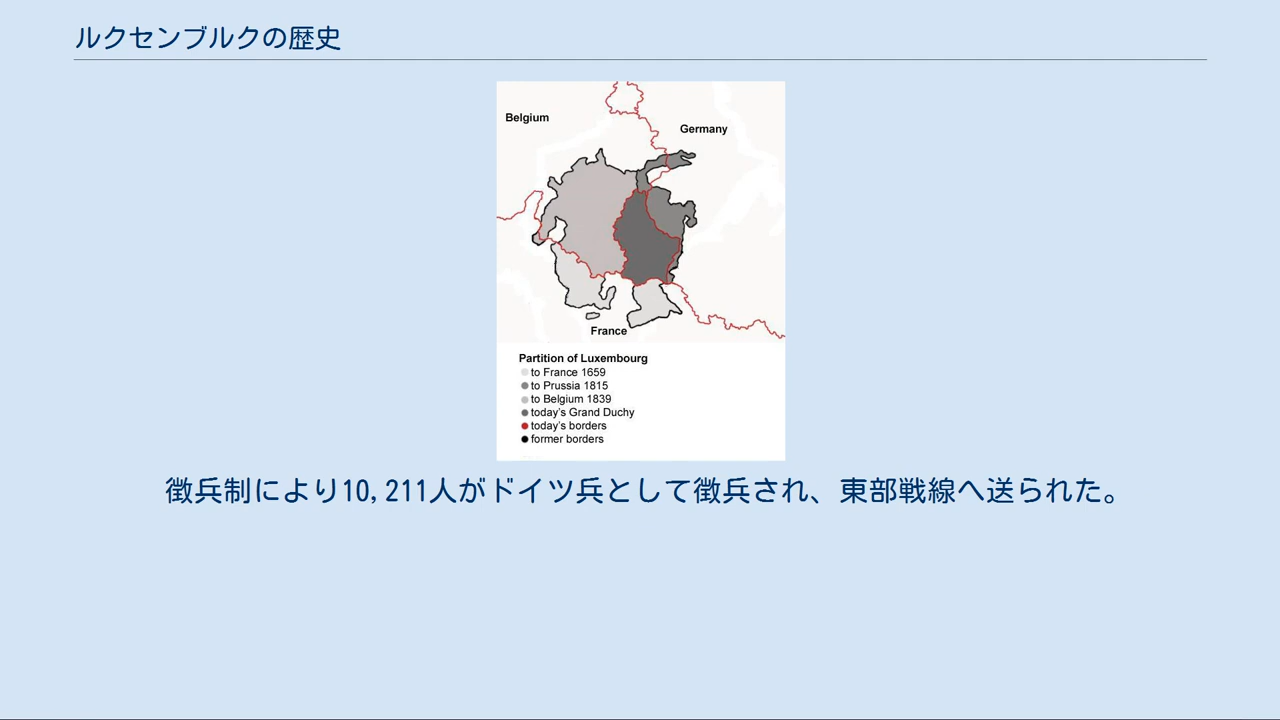 ルクセンブルクの歴史
Belgium
Germany
France
Partition of Luxembourg
to France 1659
to Prussia 1815
to Belgium 1839
today's Grand Duchy
today's borders
former borders
徴兵制により10,211人がドイツ兵として徴兵され、東部戦線へ送られた。